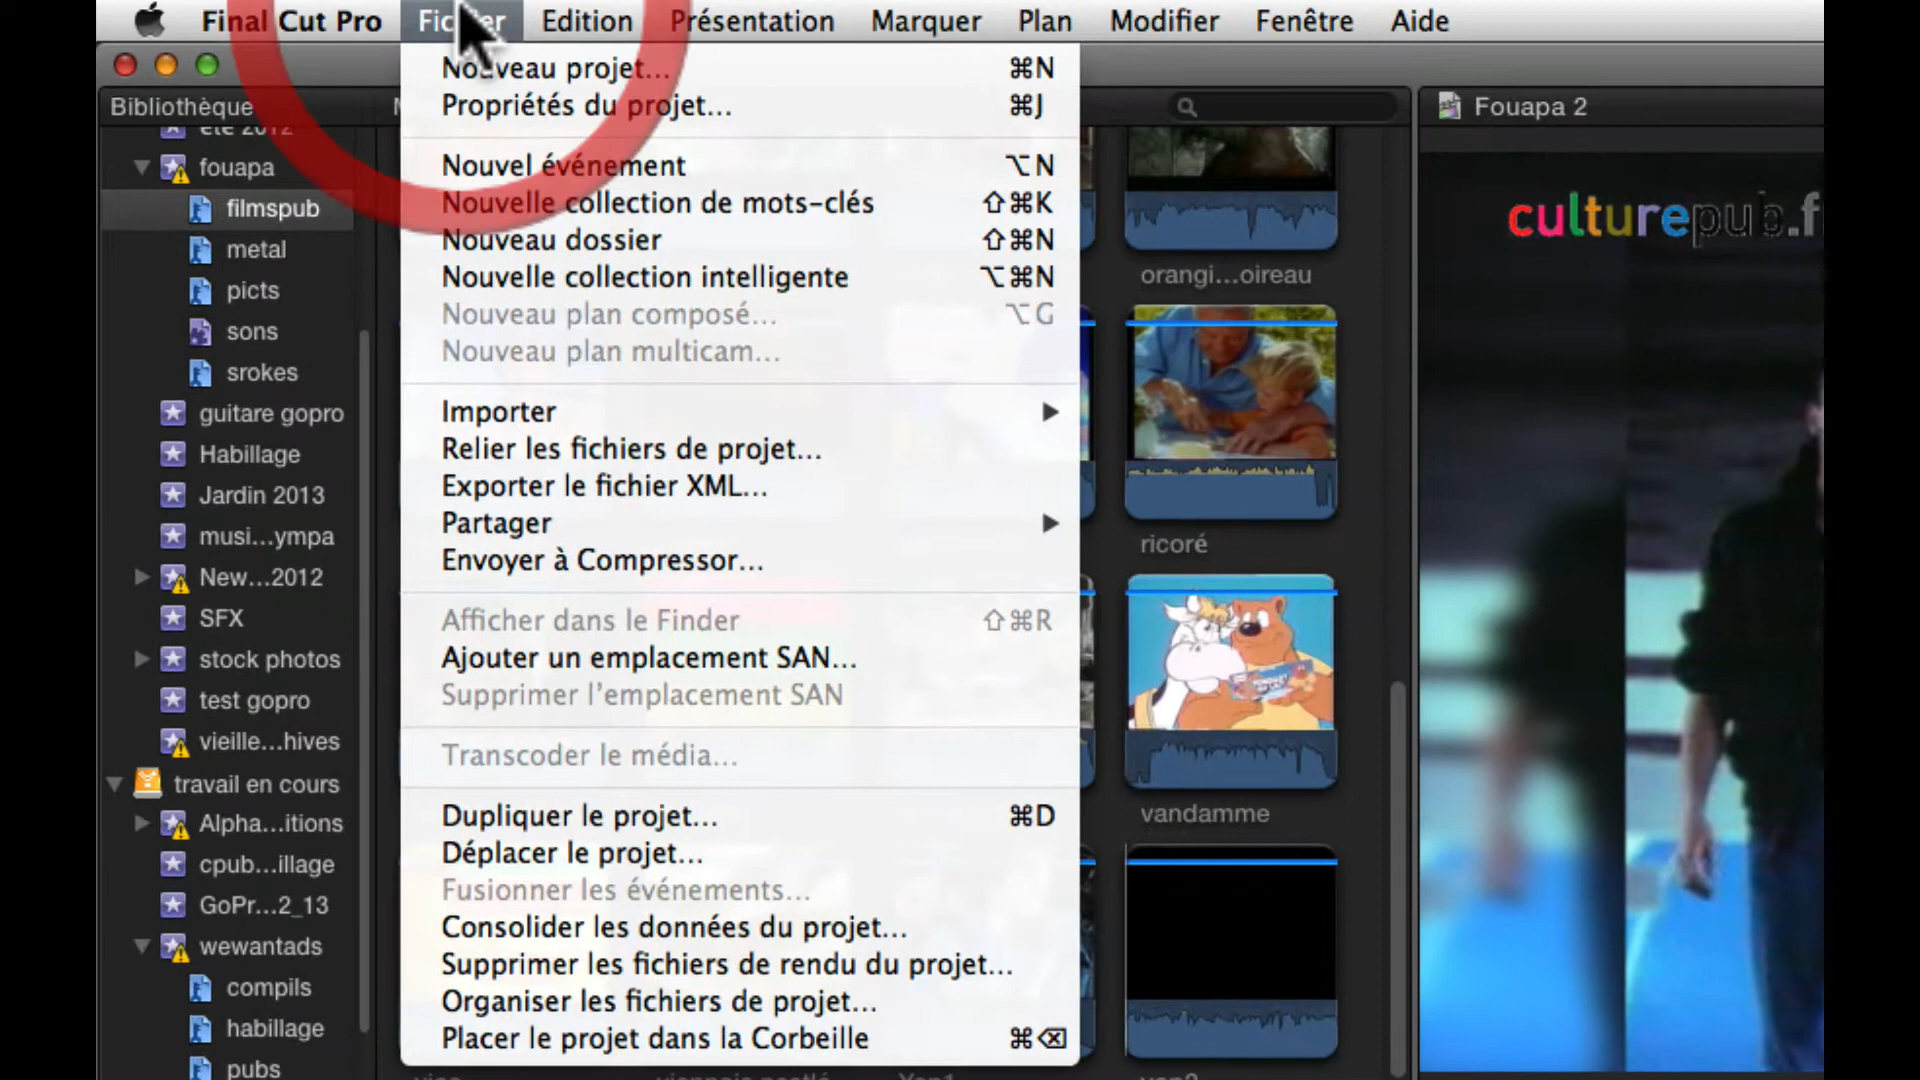 Final Cut Pro Fichier Edition Présentation Marquer Plan Modifier Fenêtre Aide
Bibliothèque
été 2012
fouapa
filmspub
metal
picts
sons
srokes
guitare gopro
Habillage
Jardin 2013
musi...ympa
New...2012
SFX
stock photos
test gopro
vieille...hives
travail en cours
Alpha...itions
cpub...illage
GoPr...2_13
wewantads
compils
habillage
pubs
Nouveau projet... ⌘N
Propriétés du projet... ⌘J
Nouvel événement ⌥N
Nouvelle collection de mots-clés ⇧⌘K
Nouveau dossier ⇧⌘N
Nouvelle collection intelligente ⌥⌘N
Nouveau plan composé... ⌥G
Nouveau plan multicam...
Importer
Relier les fichiers de projet...
Exporter le fichier XML...
Partager
Envoyer à Compressor...
Afficher dans le Finder ⇧⌘R
Ajouter un emplacement SAN...
Supprimer l'emplacement SAN
Transcoder le média...
Dupliquer le projet... ⌘D
Déplacer le projet...
Fusionner les événements...
Consolider les données du projet...
Supprimer les fichiers de rendu du projet...
Organiser les fichiers de projet...
Placer le projet dans la Corbeille ⌘⌫
orangi...oireau
ricoré
vandamme
Fouapa 2
culturepub.f